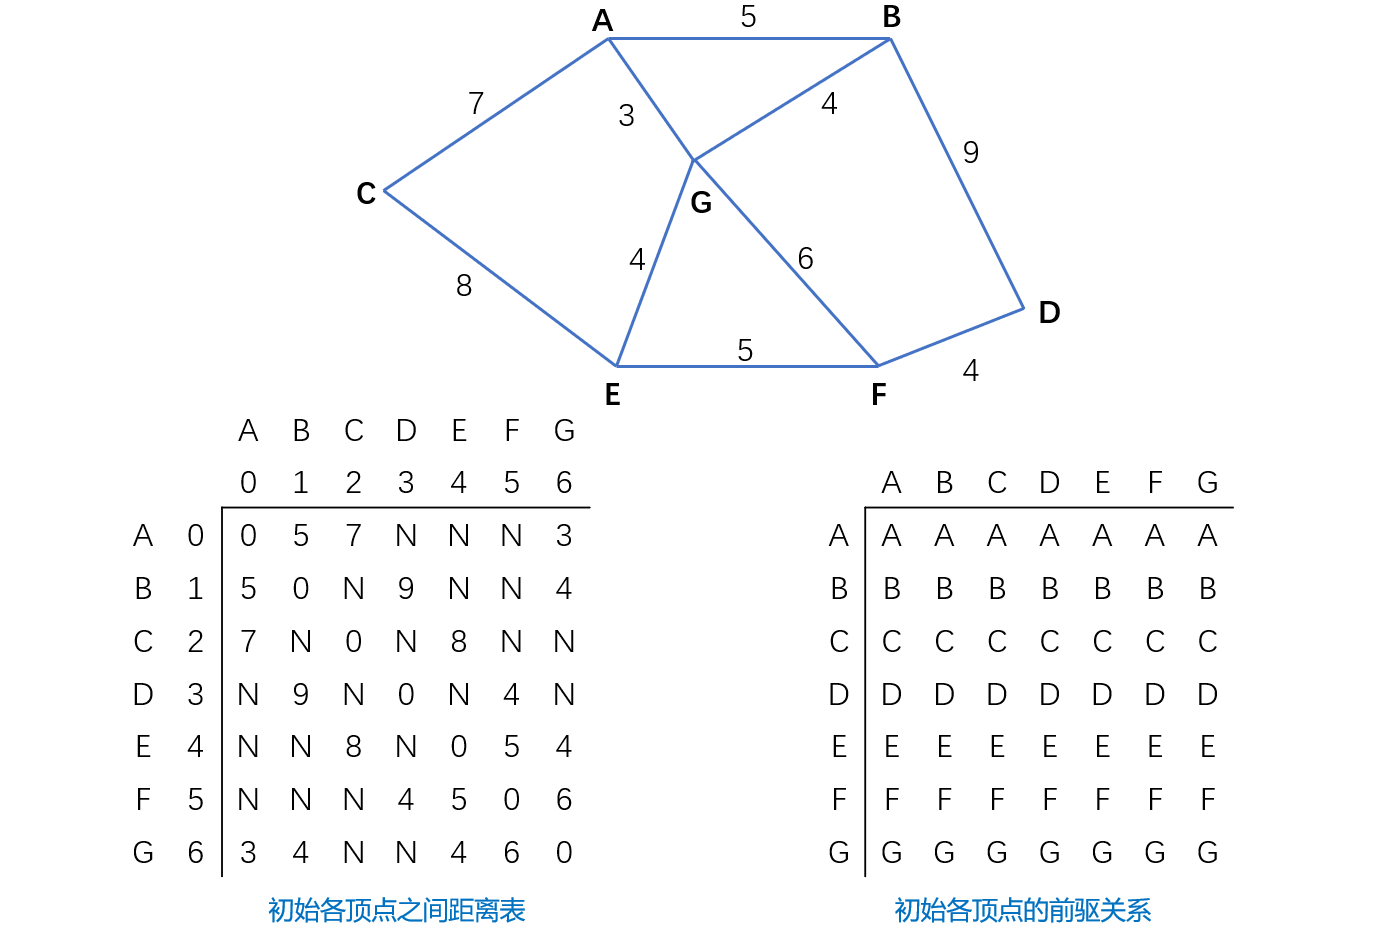 A 5 B
7 3 4 9
C G
4 6
8 D
5 4
E F
A B C D E F G
0 1 2 3 4 5 6
A 0 0 5 7 N N N 3
B 1 5 0 N 9 N N 4
C 2 7 N 0 N 8 N N
D 3 N 9 N 0 N 4 N
E 4 N N 8 N 0 5 4
F 5 N N N 4 5 0 6
G 6 3 4 N N 4 6 0
初始各顶点之间距离表
A B C D E F G
A A A A A A A A
B B B B B B B B
C C C C C C C C
D D D D D D D D
E E E E E E E E
F F F F F F F F
G G G G G G G G
初始各顶点的前驱关系